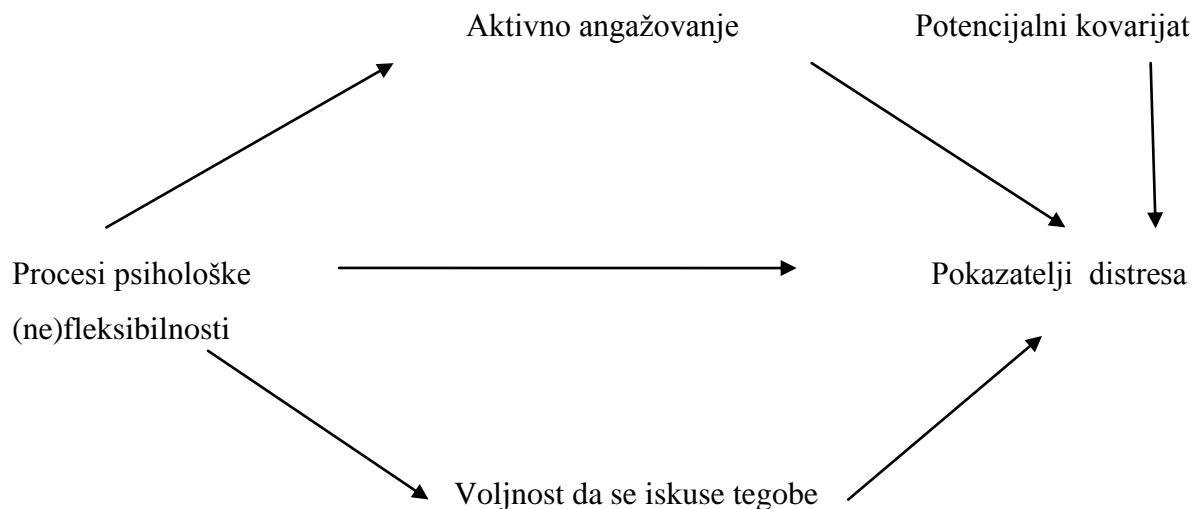 Aktivno angažovanje
Potencijalni kovarijat
Procesi psihološke
(ne)fleksibilnosti
Pokazatelji distresa
Voljnost da se iskuse tegobe